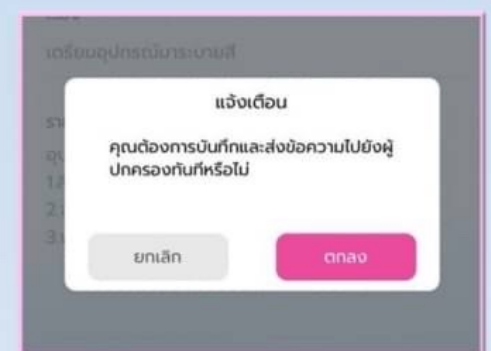 เตรียมอุปกรณ์มาระบายสี
แจ้งเตือน
คุณต้องการบันทึกและส่งข้อความไปยังผู้
ปกครองทันทีหรือไม่
ยกเลิก
ตกลง